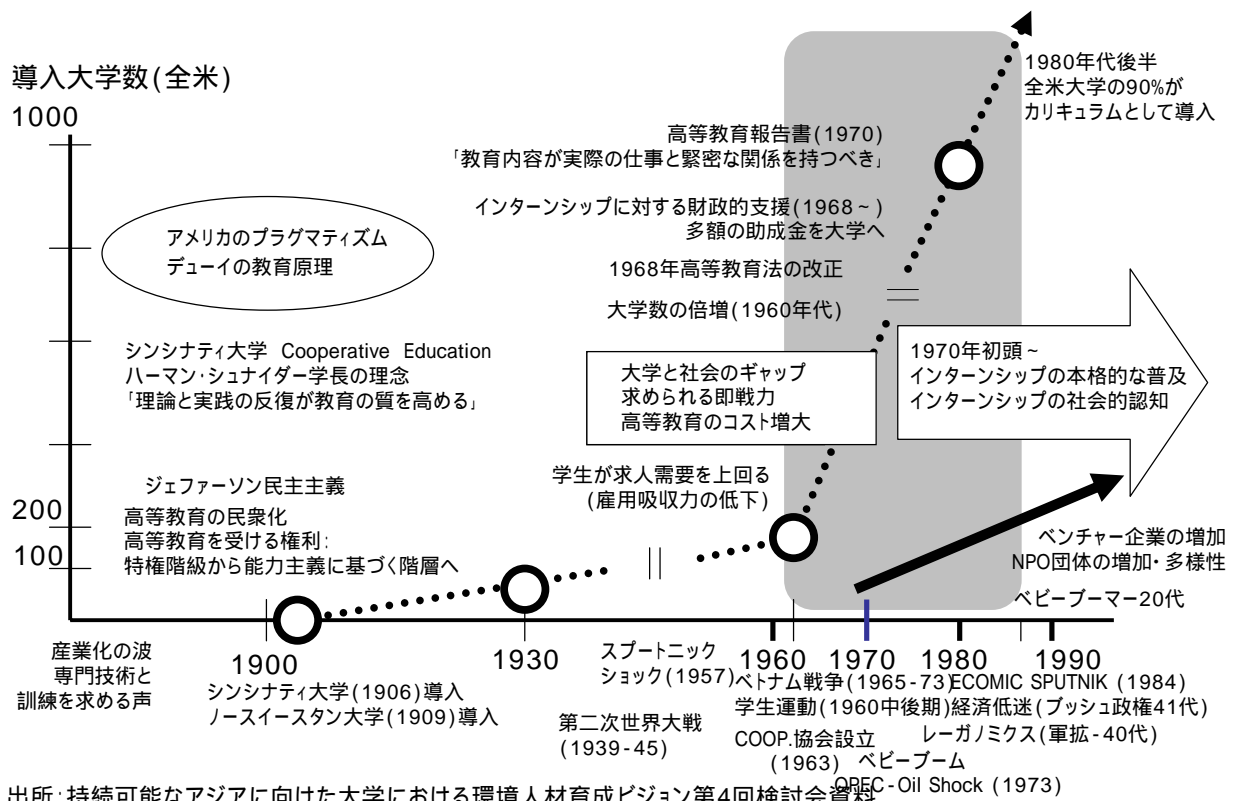 導入大学数(全米)
1000
200
100
1980年代後半
全米大学の90%が
カリキュラムとして導入
高等教育報告書(1970)
「教育内容が実際の仕事と緊密な関係を持つべき」
インターンシップに対する財政的支援(1968~)
多額の助成金を大学へ
1968年高等教育法の改正
大学数の倍増(1960年代)
アメリカのプラグマティズム
デューイの教育原理
シンシナティ大学 Cooperative Education
ハーマン・シュナイダー学長の理念
「理論と実践の反復が教育の質を高める」
大学と社会のギャップ
求められる即戦力
高等教育のコスト増大
1970年初頭~
インターンシップの本格的な普及
インターンシップの社会的認知
学生が求人需要を上回る
(雇用吸収力の低下)
ジェファーソン民主主義
高等教育の民衆化
高等教育を受ける権利:
特権階級から能力主義に基づく階層へ
ベンチャー企業の増加
NPO団体の増加・多様性
ベビーブーマー20代
産業化の波
専門技術と
訓練を求める声
1900
1930
1960
1970
1980
1990
シンシナティ大学(1906)導入
ノースイースタン大学(1909)導入
スプートニック
ショック(1957)
第二次世界大戦
(1939-45)
ベトナム戦争(1965-73)
学生運動(1960中後期)
COOP.協会設立
(1963)
ECOMIC SPUTNIK (1984)
経済低迷(ブッシュ政権41代)
レーガノミクス(軍拡-40代)
ベビーブーム
OPEC-Oil Shock (1973)
出所:持続可能なアジアに向けた大学における環境人材育成ビジョン第4回検討会資料